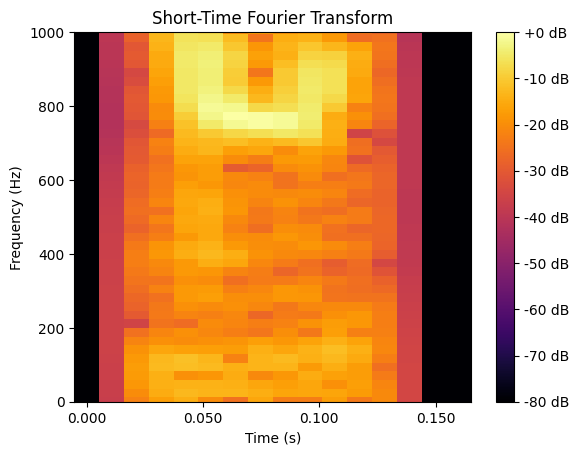 Short-Time Fourier Transform
1000
800
600
400
200
0
Frequency (Hz)
0.000
0.050
0.100
0.150
Time (s)
+0 dB
-10 dB
-20 dB
-30 dB
-40 dB
-50 dB
-60 dB
-70 dB
-80 dB